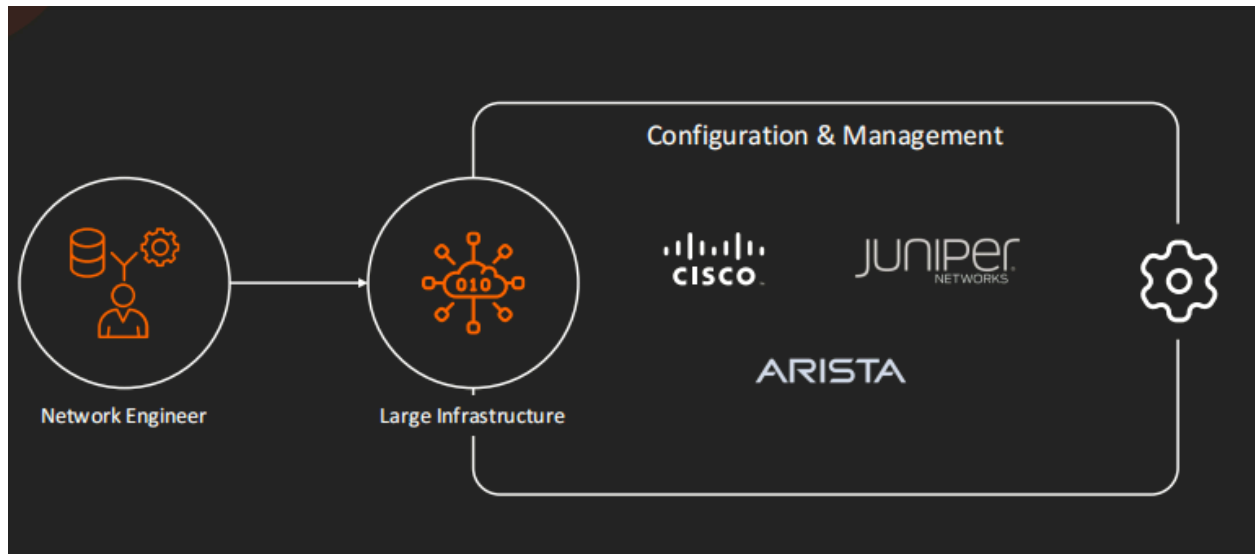 Configuration & Management
010
CISCO
JUNIPER
NETWORKS
ARISTA
Network Engineer
Large Infrastructure